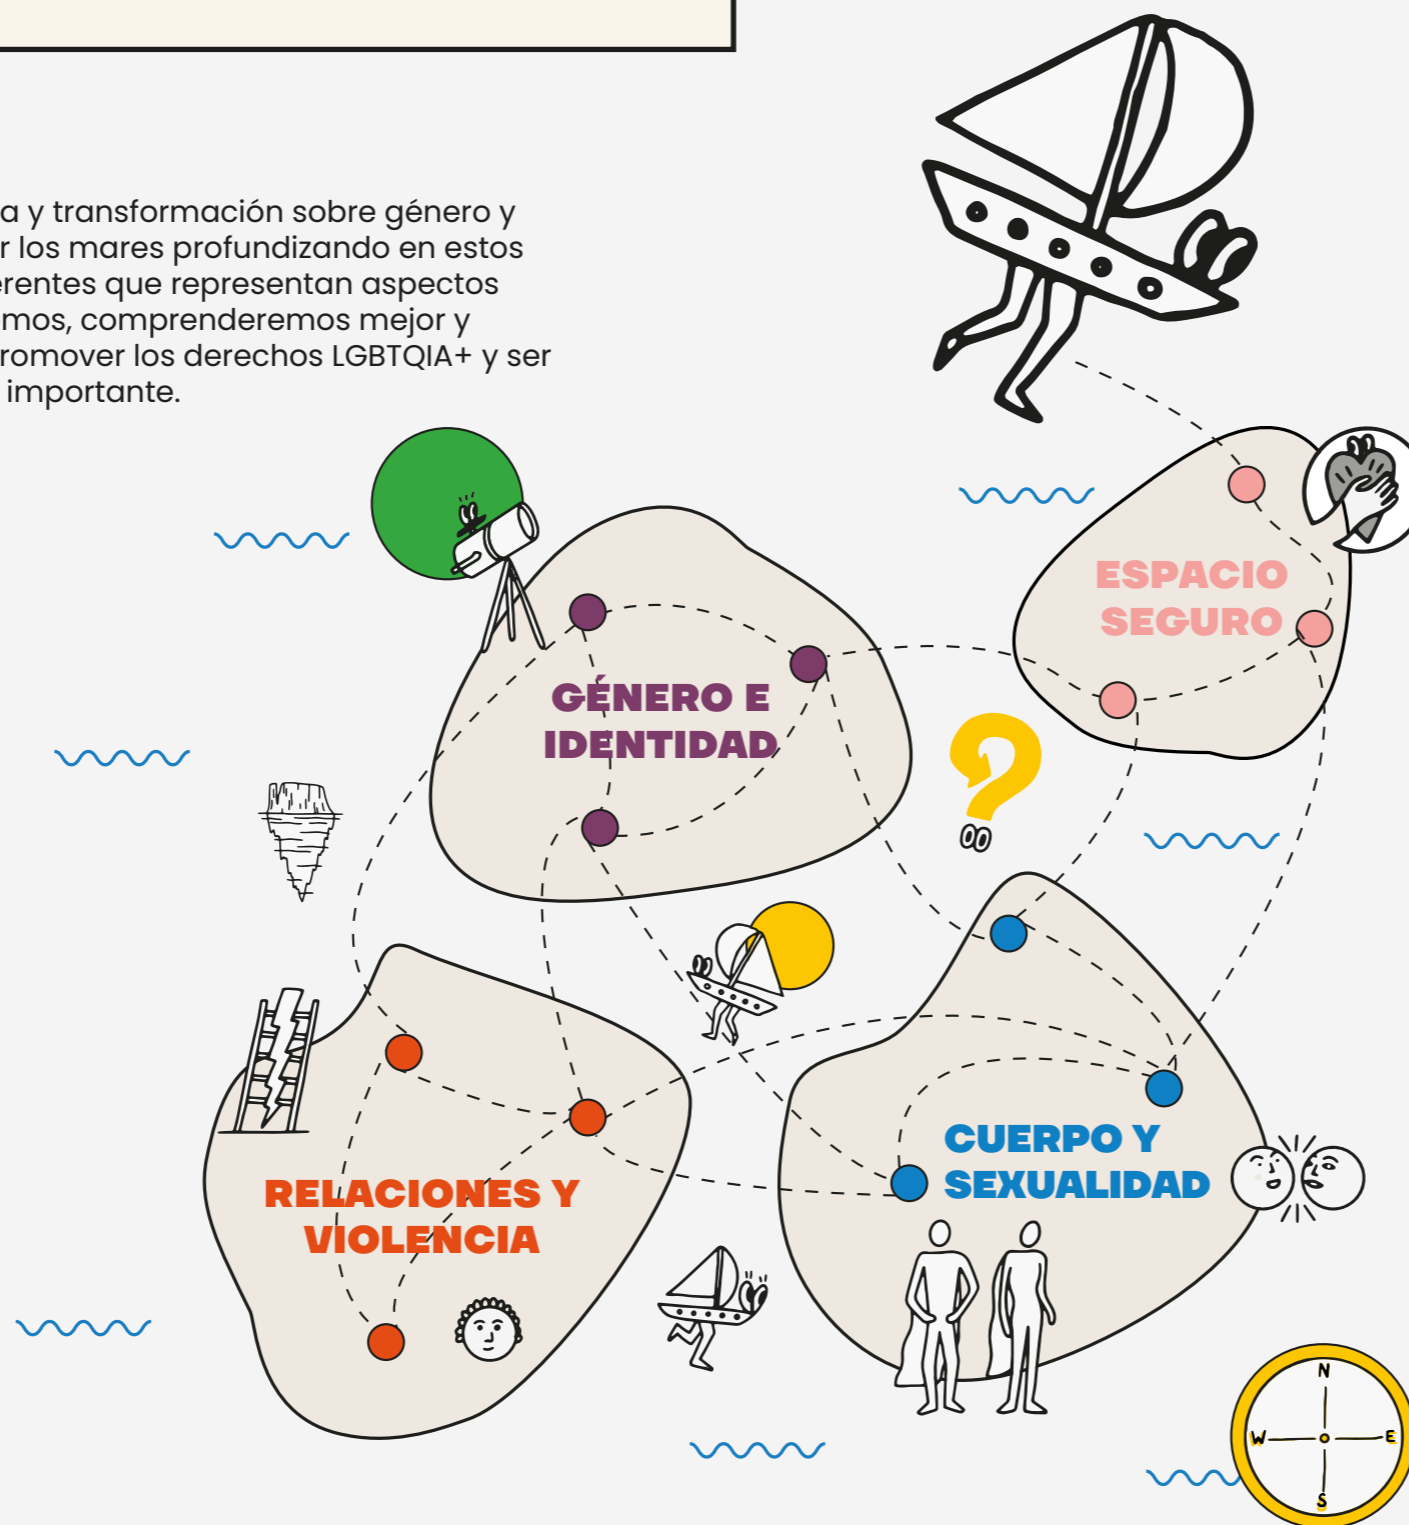 a y transformación sobre género y
r los mares profundizando en estos
erentes que representan aspectos
emos, comprenderemos mejor y
romover los derechos LGBTQIA+ y ser
importante.
ESPACIO
SEGURO
GÉNERO E
IDENTIDAD
CUERPO Y
SEXUALIDAD
RELACIONES Y
VIOLENCIA
N
W E
S